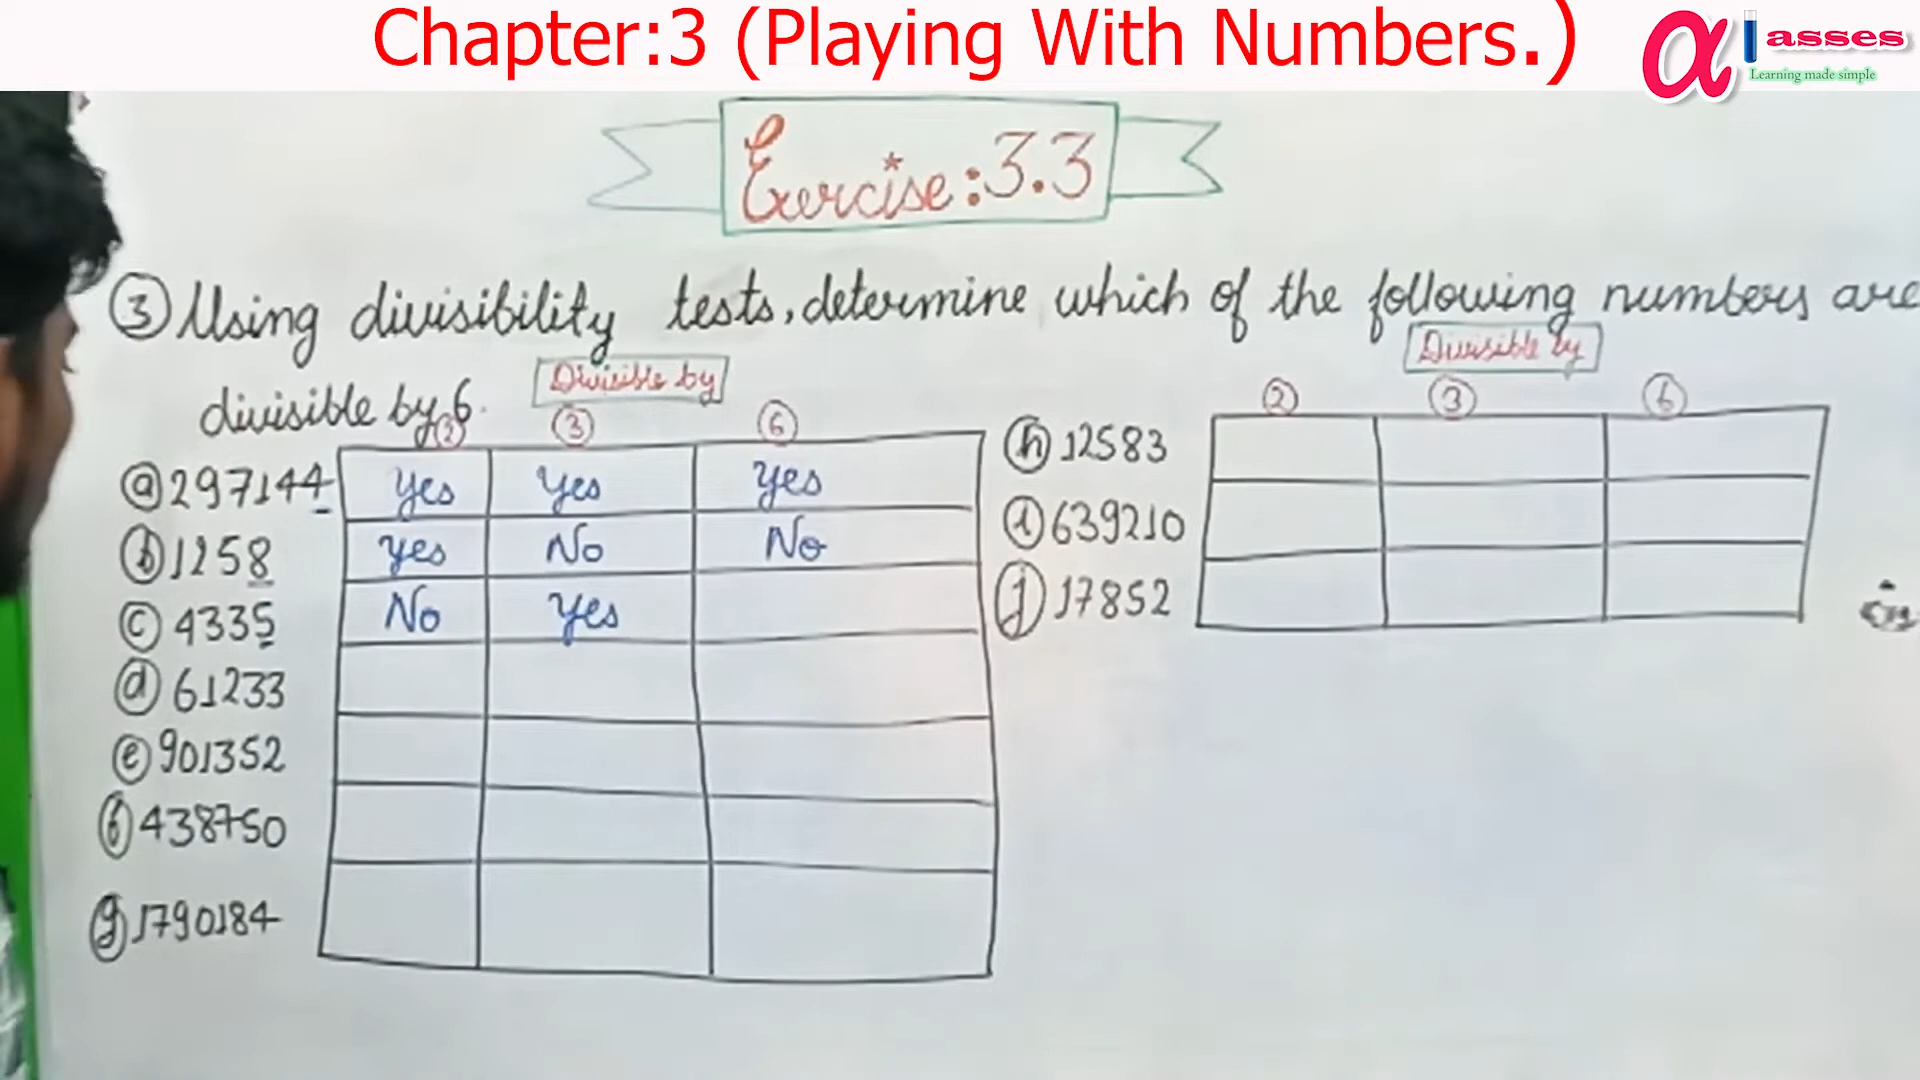 Chapter:3 (Playing With Numbers.)
α lasses
Learning made simple
Exercise:3.3
③ Using divisibility tests, determine which of the following numbers are
divisible by 6.
Divisible by
② ③ ⑥
ⓐ 297144 Yes Yes Yes
ⓑ 1258 Yes No No
ⓒ 4335 No Yes
ⓓ 61233
ⓔ 901352
ⓕ 438750
ⓖ 1790184
Divisible by
② ③ ⑥
ⓗ 12583
ⓘ 639210
ⓙ 17852